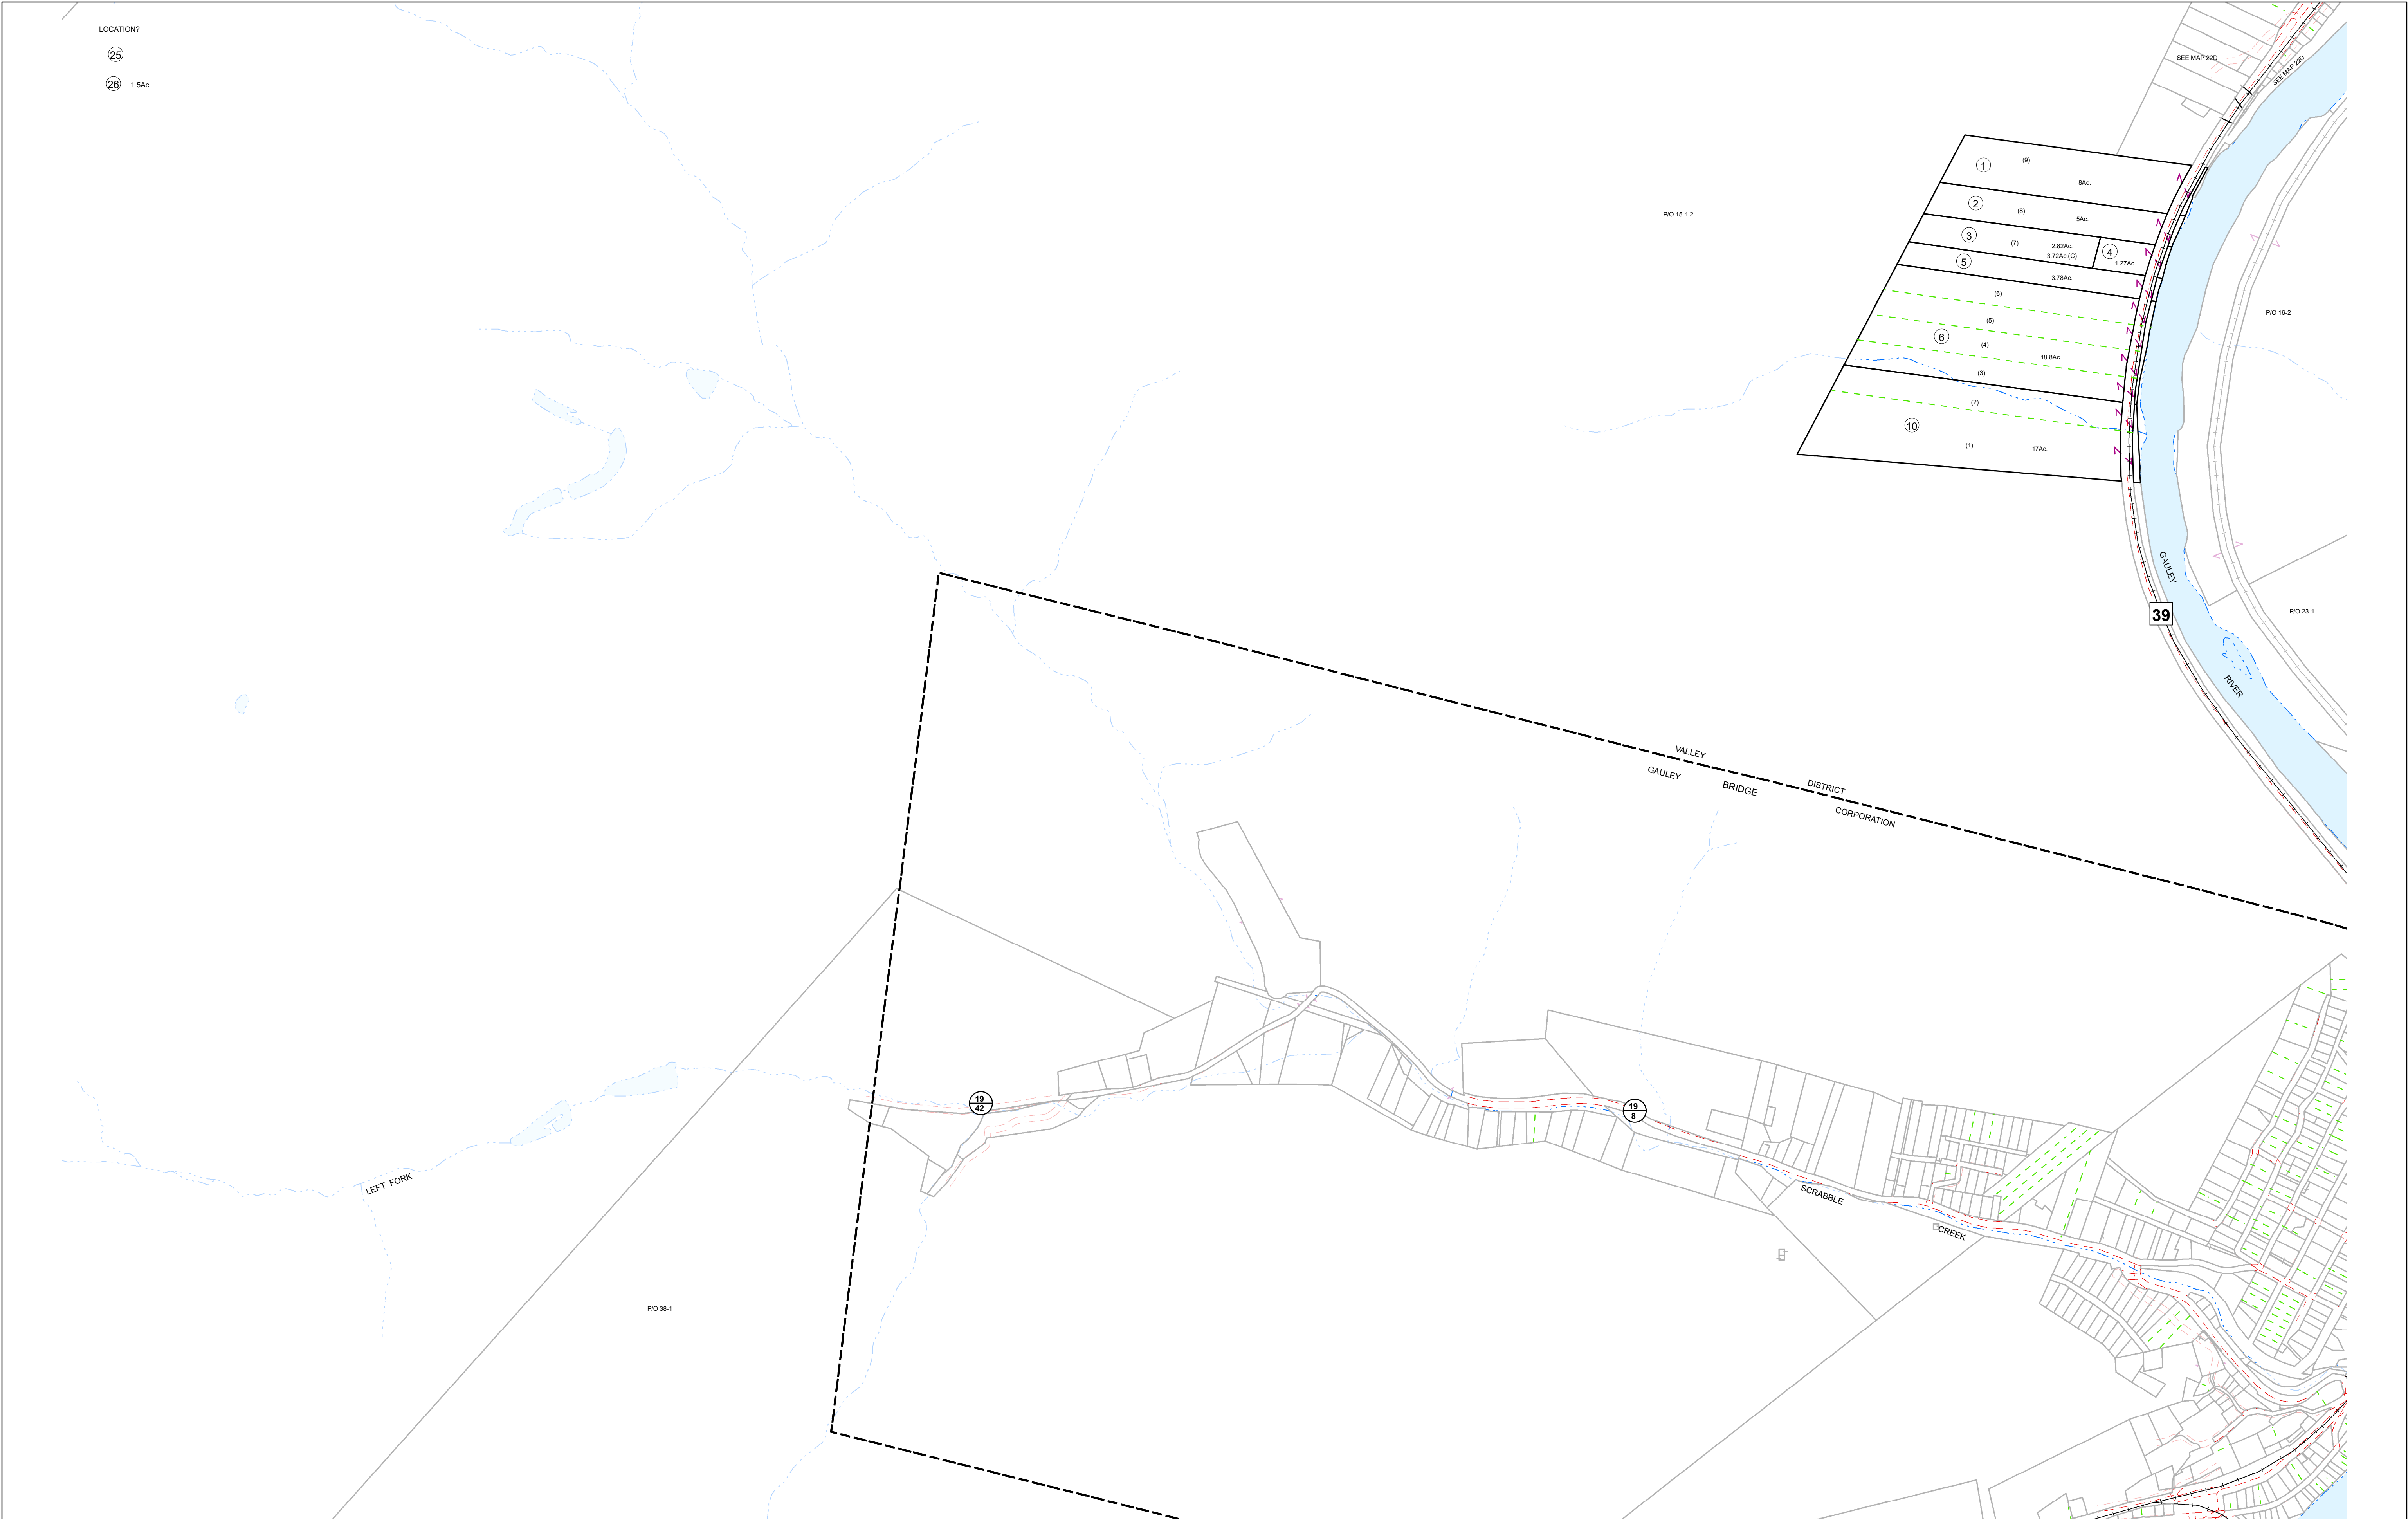 LOCATION?
25
26 1.5Ac.
SEE MAP 22D
SEE MAP 22D
1 (9) 8Ac.
2 (8) 5Ac.
3 (7) 2.82Ac.
3.72Ac.(C)
4 1.27Ac.
5 3.78Ac.
(6)
(5)
6 (4) 18.8Ac.
(3)
(2)
10 (1) 17Ac.
P/O 15-1.2
P/O 16-2
GAULEY
RIVER
39
P/O 23-1
VALLEY DISTRICT
GAULEY BRIDGE CORPORATION
19
42
19
8
LEFT FORK
SCRABBLE
CREEK
P/O 38-1